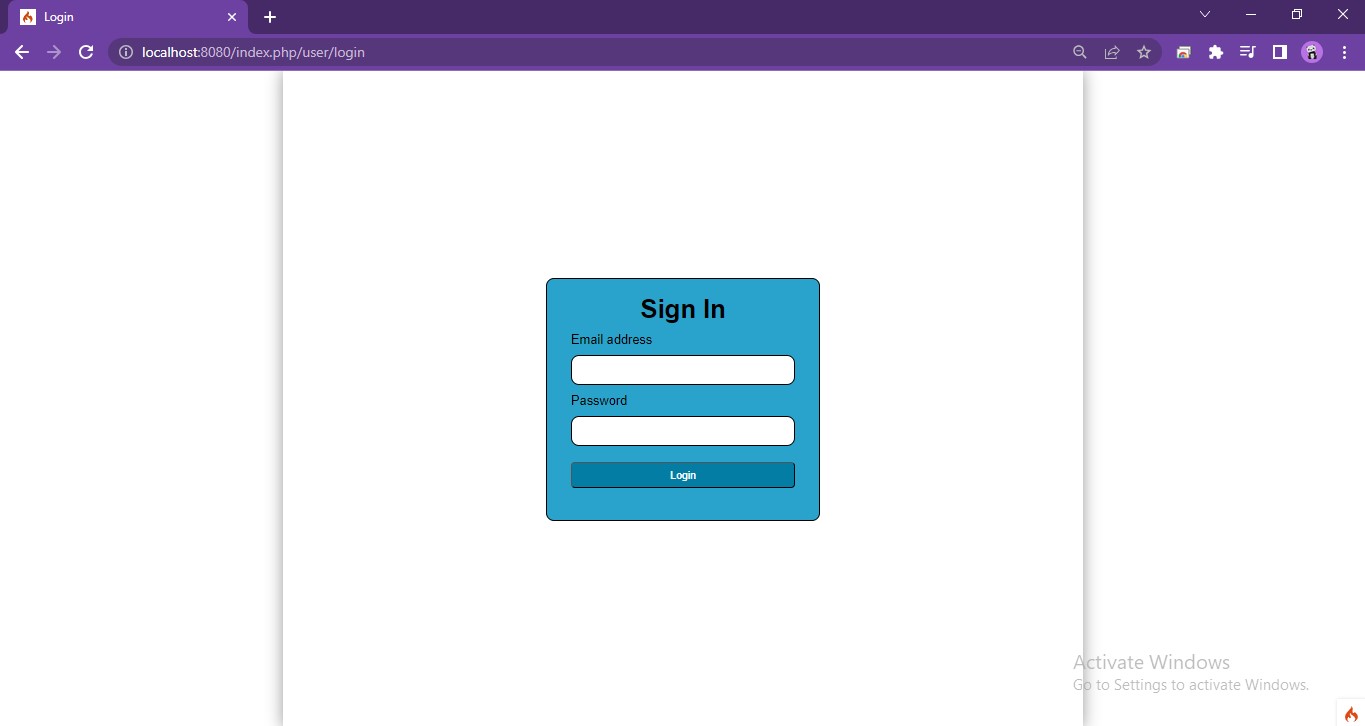 Login
localhost:8080/index.php/user/login
Sign In
Email address
Password
Login
Activate Windows
Go to Settings to activate Windows.